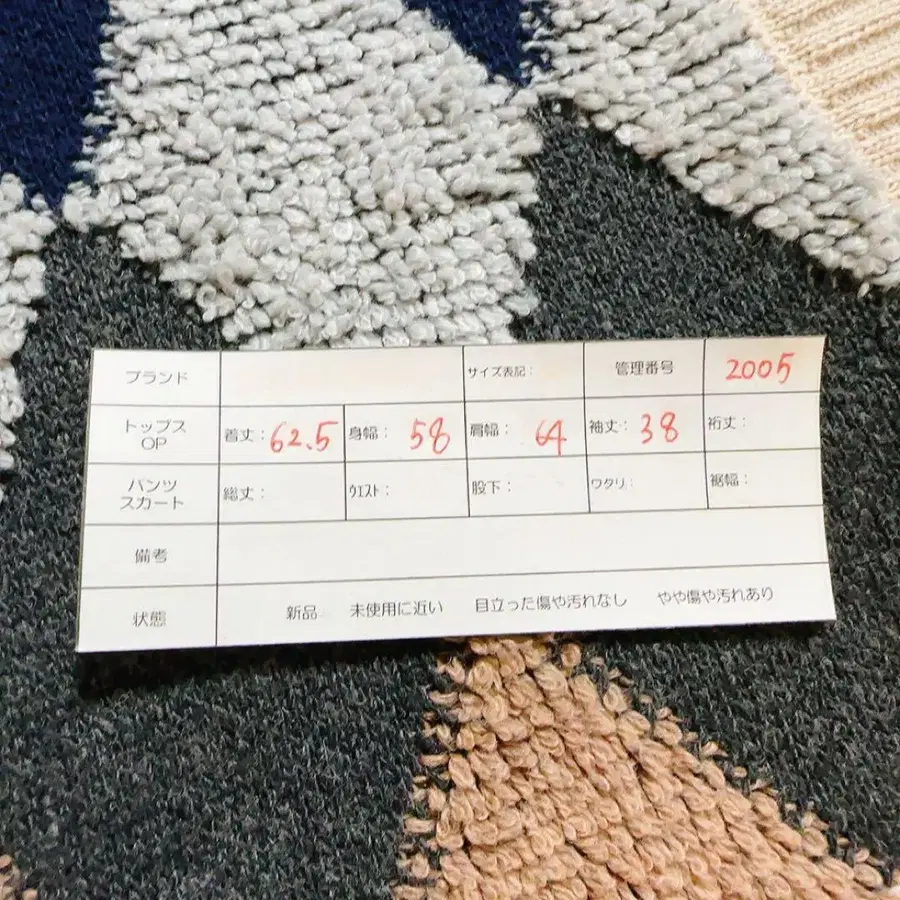 ブランド サイズ表記: 管理番号 2005
トップス
OP
着丈: 62.5 身幅: 58 肩幅: 64 袖丈: 38 裄丈:
パンツ
スカート
総丈: ウエスト: 股下: ワタリ: 裾幅:
備考
状態 新品 未使用に近い 目立った傷や汚れなし やや傷や汚れあり